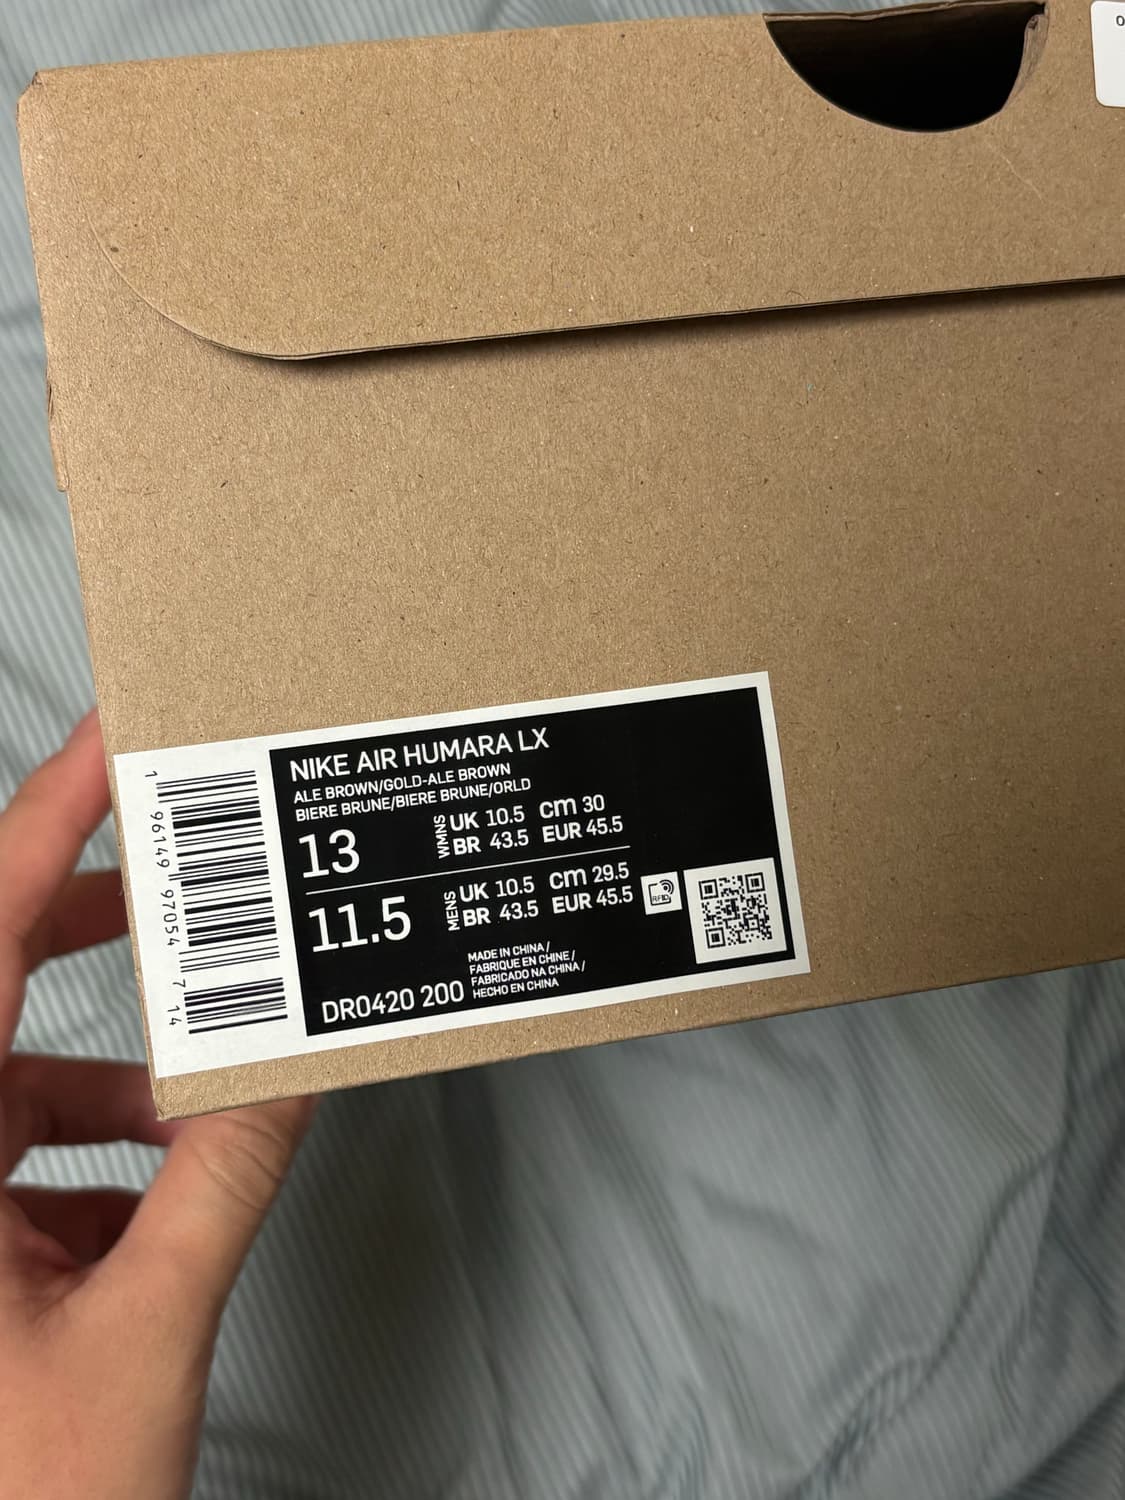 NIKE AIR HUMARA LX
ALE BROWN/GOLD-ALE BROWN
BIERE BRUNE/BIERE BRUNE/ORLD
13 WMNS UK 10.5 cm 30
BR 43.5 EUR 45.5
11.5 MENS UK 10.5 cm 29.5
BR 43.5 EUR 45.5
RFID
MADE IN CHINA /
FABRIQUE EN CHINE /
FABRICADO NA CHINA /
HECHO EN CHINA
DR0420 200
1 96149 97054 7 14